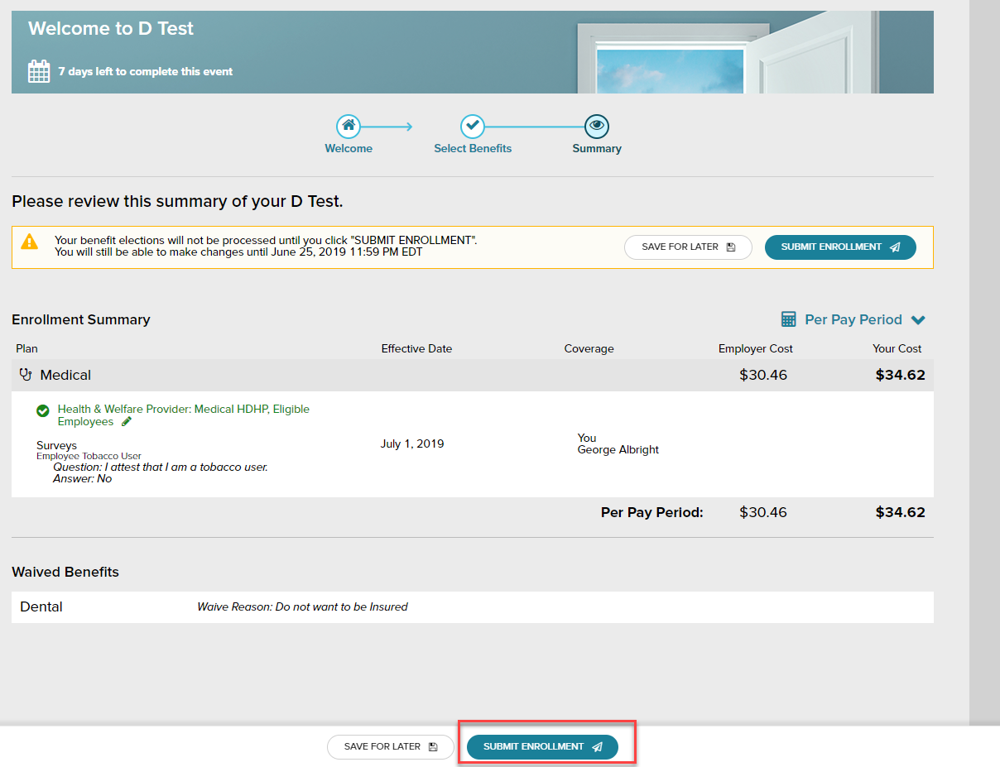 Welcome to D Test
7 days left to complete this event
Welcome
Select Benefits
Summary
Please review this summary of your D Test.
Your benefit elections will not be processed until you click "SUBMIT ENROLLMENT".
You will still be able to make changes until June 25, 2019 11:59 PM EDT
SAVE FOR LATER
SUBMIT ENROLLMENT
Enrollment Summary
Per Pay Period
Plan Effective Date Coverage Employer Cost Your Cost
Medical $30.46 $34.62
Health & Welfare Provider: Medical HDHP, Eligible
Employees
Surveys
Employee Tobacco User
Question: I attest that I am a tobacco user.
Answer: No
July 1, 2019
You
George Albright
Per Pay Period: $30.46 $34.62
Waived Benefits
Dental Waive Reason: Do not want to be Insured
SAVE FOR LATER
SUBMIT ENROLLMENT